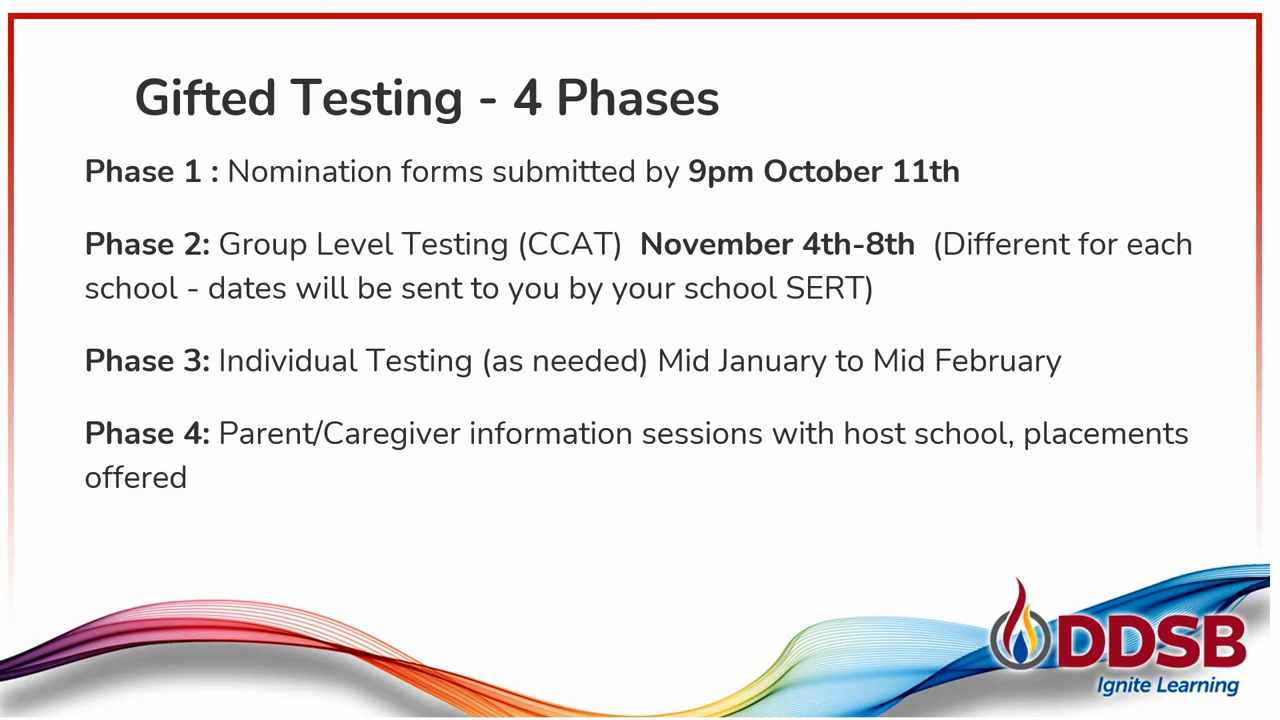 Gifted Testing - 4 Phases
Phase 1 : Nomination forms submitted by 9pm October 11th
Phase 2: Group Level Testing (CCAT)  November 4th-8th  (Different for each
school - dates will be sent to you by your school SERT)
Phase 3: Individual Testing (as needed) Mid January to Mid February
Phase 4: Parent/Caregiver information sessions with host school, placements
offered
DDSB
Ignite Learning